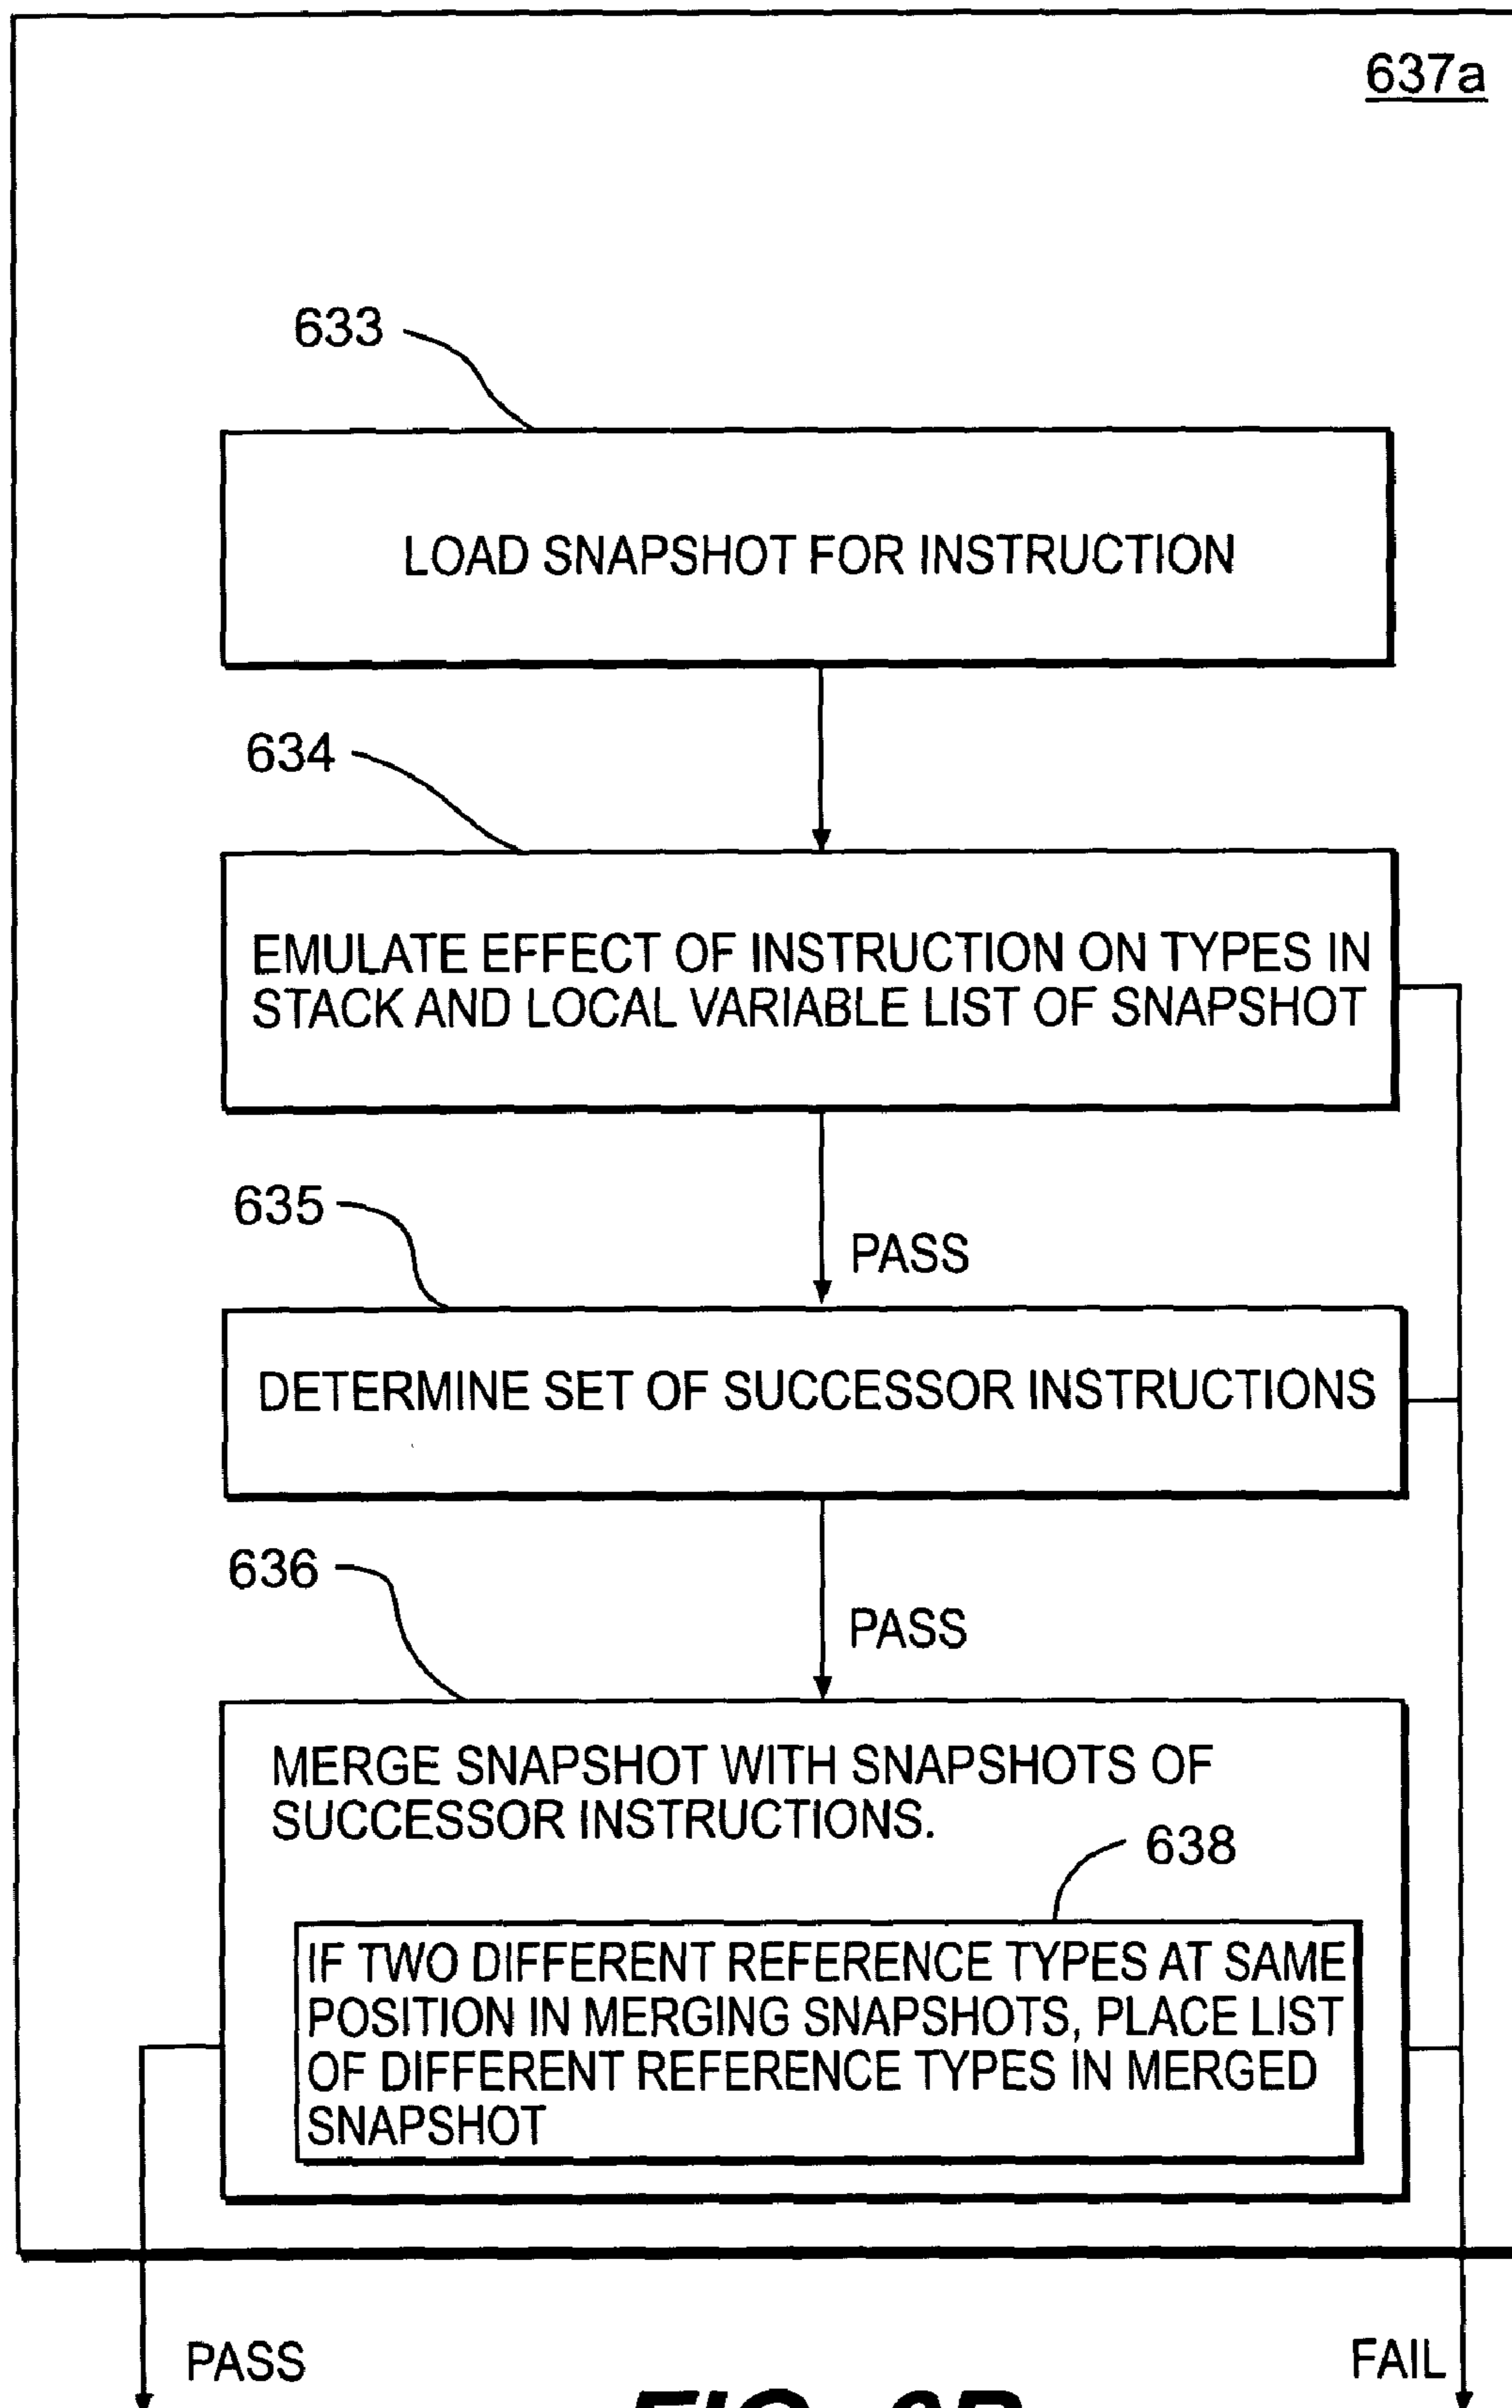 637a
633
LOAD SNAPSHOT FOR INSTRUCTION
634
EMULATE EFFECT OF INSTRUCTION ON TYPES IN
STACK AND LOCAL VARIABLE LIST OF SNAPSHOT
635
PASS
DETERMINE SET OF SUCCESSOR INSTRUCTIONS
636
PASS
MERGE SNAPSHOT WITH SNAPSHOTS OF
SUCCESSOR INSTRUCTIONS.
638
IF TWO DIFFERENT REFERENCE TYPES AT SAME
POSITION IN MERGING SNAPSHOTS, PLACE LIST
OF DIFFERENT REFERENCE TYPES IN MERGED
SNAPSHOT
PASS
FAIL